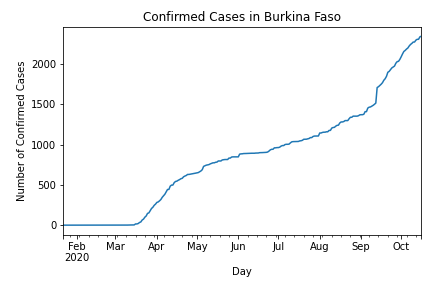 Confirmed Cases in Burkina Faso
Number of Confirmed Cases
2000
1500
1000
500
0
Feb Mar Apr May Jun Jul Aug Sep Oct
2020
Day